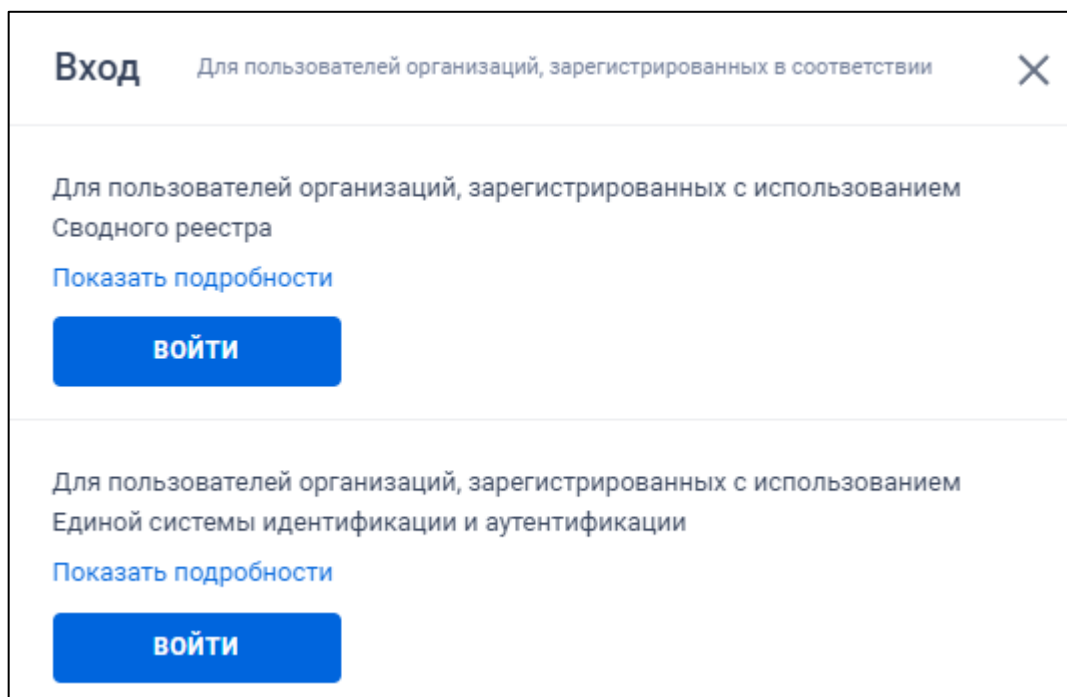 Вход Для пользователей организаций, зарегистрированных в соответствии
Для пользователей организаций, зарегистрированных с использованием
Сводного реестра
Показать подробности
ВОЙТИ
Для пользователей организаций, зарегистрированных с использованием
Единой системы идентификации и аутентификации
Показать подробности
ВОЙТИ